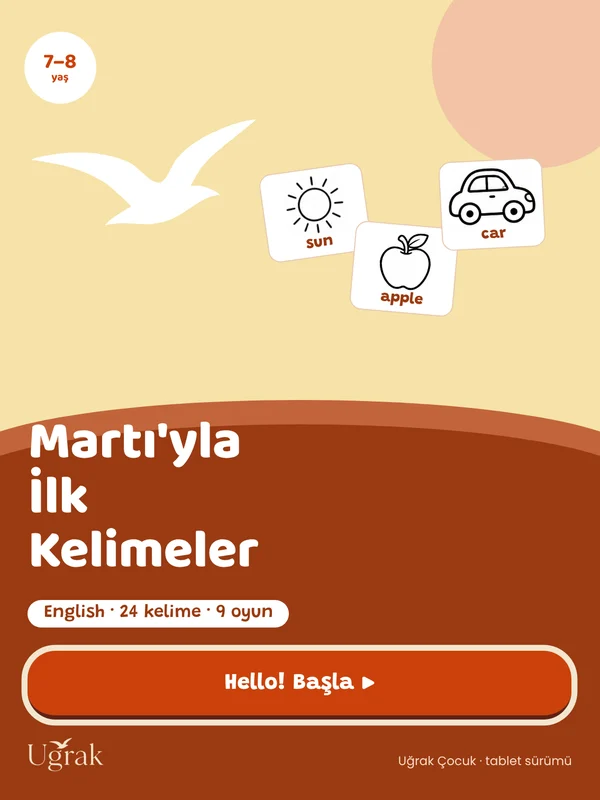 7–8
yaş
sun
apple
car
Martı'yla
İlk
Kelimeler
English · 24 kelime · 9 oyun
Hello! Başla ▸
Uğrak
Uğrak Çocuk · tablet sürümü